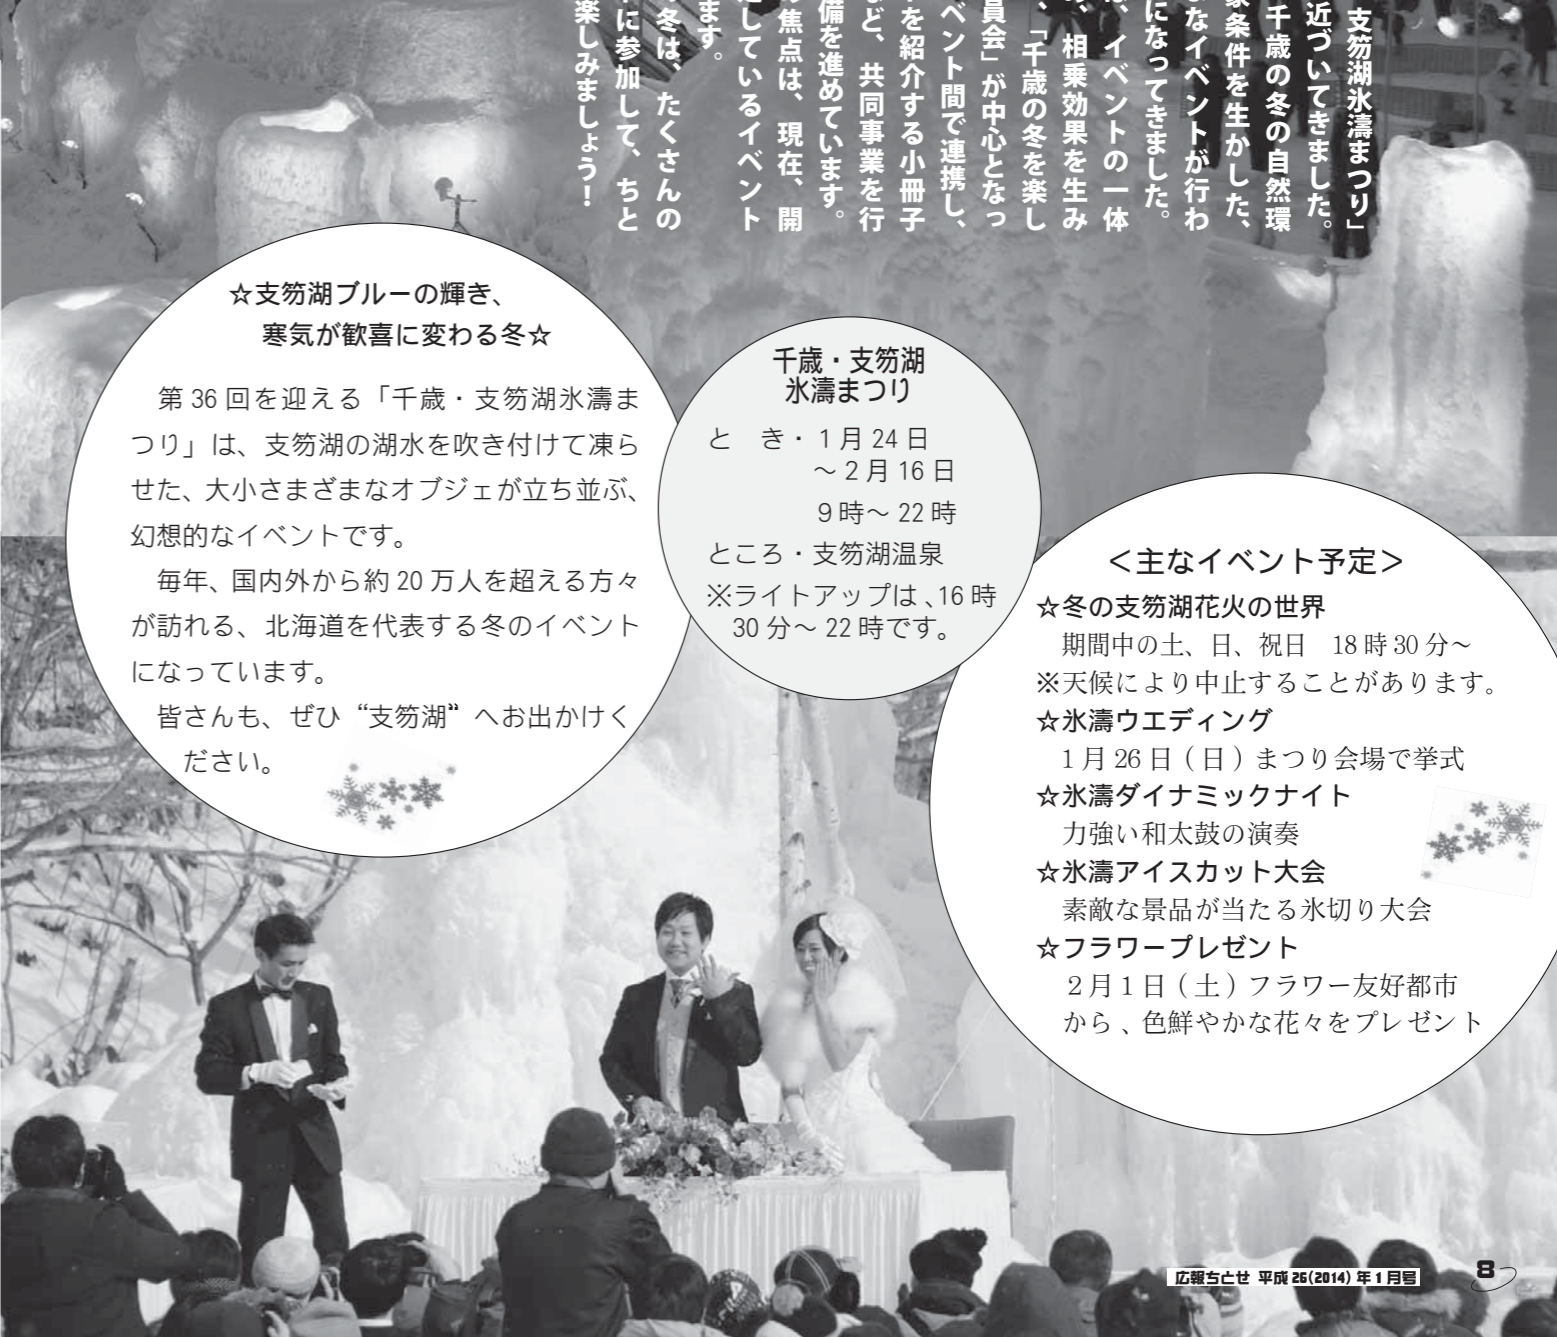 支笏湖氷濤まつり」
近づいてきました。
千歳の冬の自然環
条件を生かした、
なイベントが行わ
になってきました。
、イベントの一体
、相乗効果を生み
、「千歳の冬を楽し
員会」が中心となっ
ベント間で連携し、
を紹介する小冊子
など、共同事業を行
備を進めています。
焦点は、現在、開
しているイベント
ます。
冬は、たくさんの
に参加して、ちと
楽しみましょう！
☆支笏湖ブルーの輝き、
寒気が歓喜に変わる冬☆
第36回を迎える「千歳・支笏湖氷濤ま
つり」は、支笏湖の湖水を吹き付けて凍ら
せた、大小さまざまなオブジェが立ち並ぶ、
幻想的なイベントです。
毎年、国内外から約20万人を超える方々
が訪れる、北海道を代表する冬のイベント
になっています。
皆さんも、ぜひ“支笏湖”へお出かけく
ださい。
千歳・支笏湖
氷濤まつり
と　き・1月24日
～2月16日
9時～22時
ところ・支笏湖温泉
※ライトアップは、16時
30分～22時です。
＜主なイベント予定＞
☆冬の支笏湖花火の世界
期間中の土、日、祝日　18時30分～
※天候により中止することがあります。
☆氷濤ウエディング
1月26日（日）まつり会場で挙式
☆氷濤ダイナミックナイト
力強い和太鼓の演奏
☆氷濤アイスカット大会
素敵な景品が当たる氷切り大会
☆フラワープレゼント
2月1日（土）フラワー友好都市
から、色鮮やかな花々をプレゼント
広報ちとせ 平成26(2014)年1月号 8